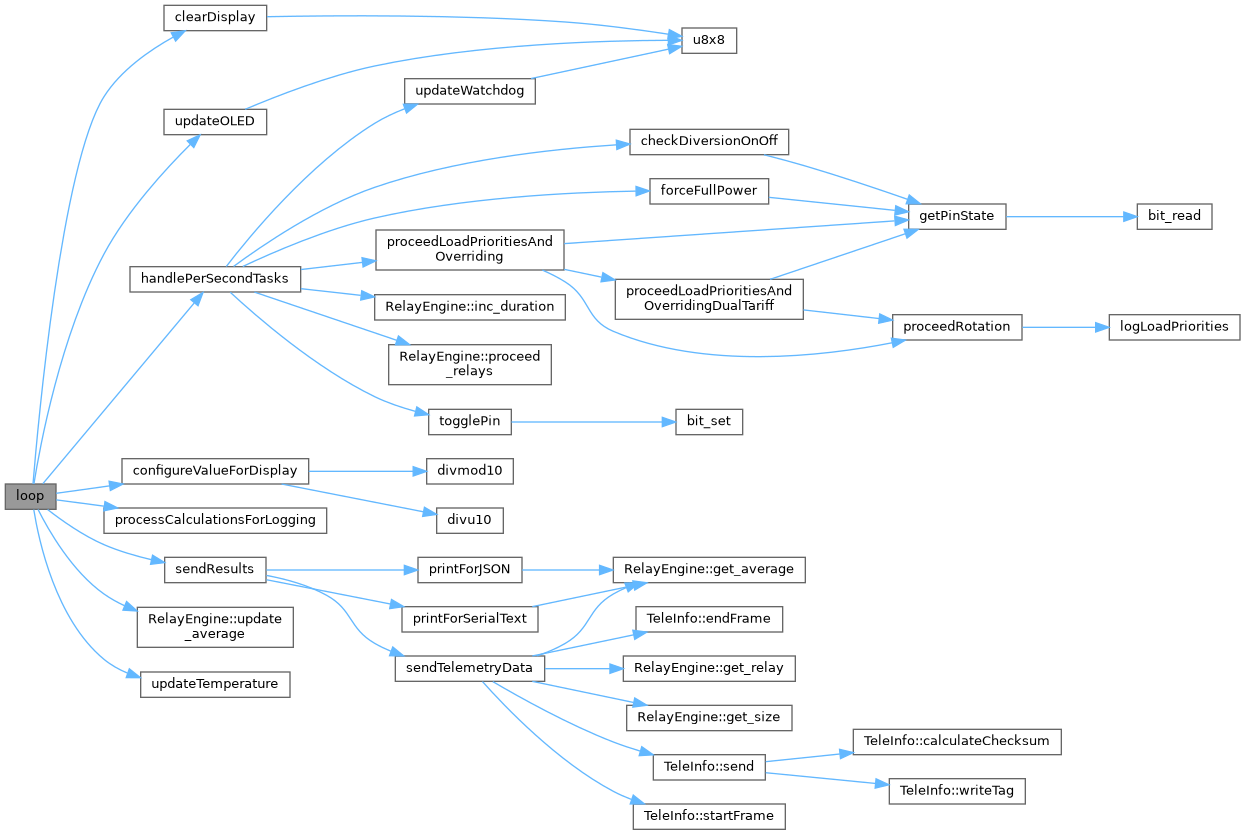 clearDisplay
u8x8
updateWatchdog
updateOLED
checkDiversionOnOff
forceFullPower
getPinState
bit_read
proceedLoadPrioritiesAnd
Overriding
handlePerSecondTasks
proceedLoadPrioritiesAnd
OverridingDualTariff
RelayEngine::inc_duration
proceedRotation
logLoadPriorities
RelayEngine::proceed
_relays
togglePin
bit_set
configureValueForDisplay
divmod10
loop
processCalculationsForLogging
divu10
sendResults
printForJSON
RelayEngine::get_average
RelayEngine::update
_average
printForSerialText
TeleInfo::endFrame
sendTelemetryData
RelayEngine::get_relay
updateTemperature
RelayEngine::get_size
TeleInfo::calculateChecksum
TeleInfo::send
TeleInfo::writeTag
TeleInfo::startFrame